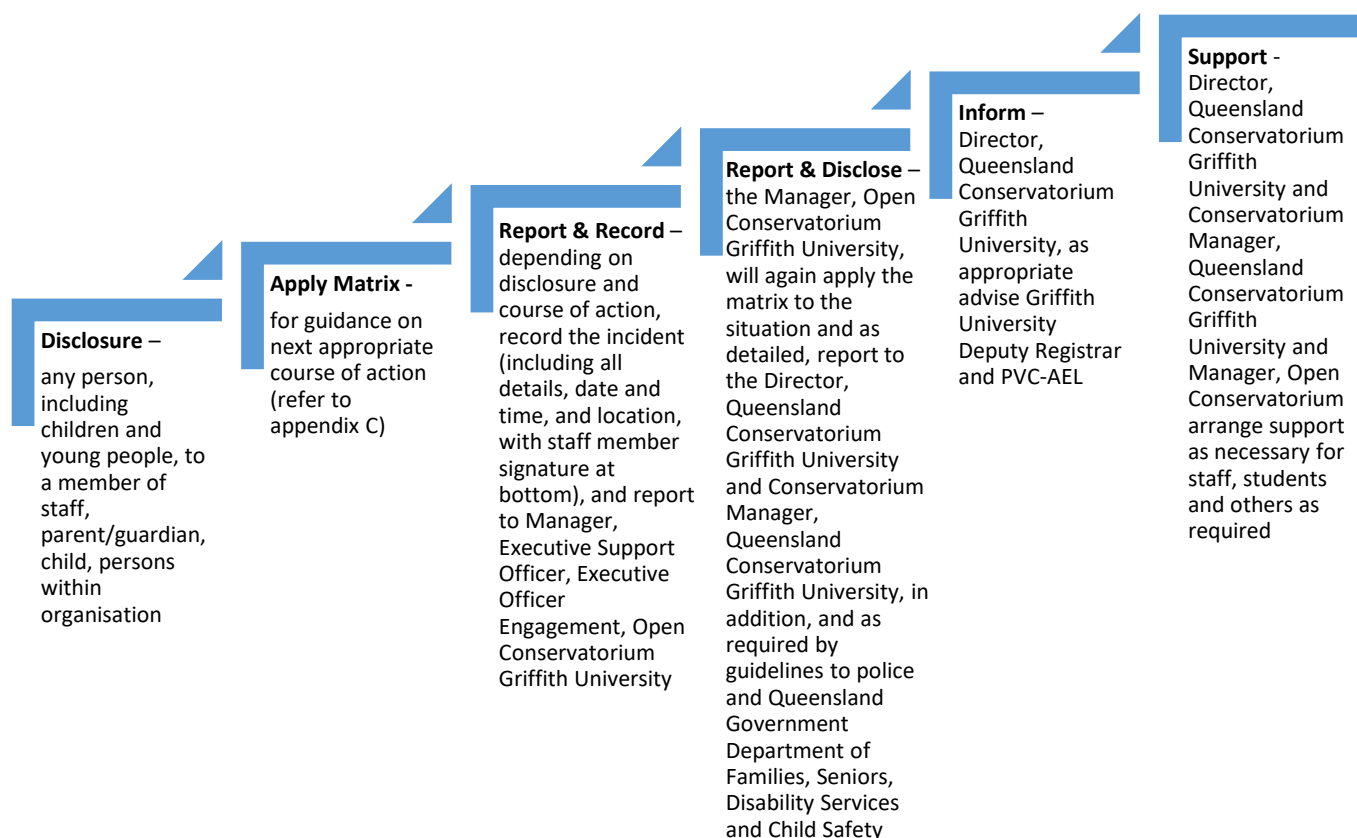 Disclosure –
any person,
including
children and
young people, to
a member of
staff,
parent/guardian,
child, persons
within
organisation
Apply Matrix -
for guidance on
next appropriate
course of action
(refer to
appendix C)
Report & Record –
depending on
disclosure and
course of action,
record the incident
(including all
details, date and
time, and location,
with staff member
signature at
bottom), and report
to Manager,
Executive Support
Officer, Executive
Officer
Engagement, Open
Conservatorium
Griffith University
Report & Disclose –
the Manager, Open
Conservatorium
Griffith University,
will again apply the
matrix to the
situation and as
detailed, report to
the Director,
Queensland
Conservatorium
Griffith University
and Conservatorium
Manager,
Queensland
Conservatorium
Griffith University, in
addition, and as
required by
guidelines to police
and Queensland
Government
Department of
Families, Seniors,
Disability Services
and Child Safety
Inform –
Director,
Queensland
Conservatorium
Griffith
University, as
appropriate
advise Griffith
University
Deputy Registrar
and PVC-AEL
Support -
Director,
Queensland
Conservatorium
Griffith
University and
Conservatorium
Manager,
Queensland
Conservatorium
Griffith
University and
Manager, Open
Conservatorium
arrange support
as necessary for
staff, students
and others as
required